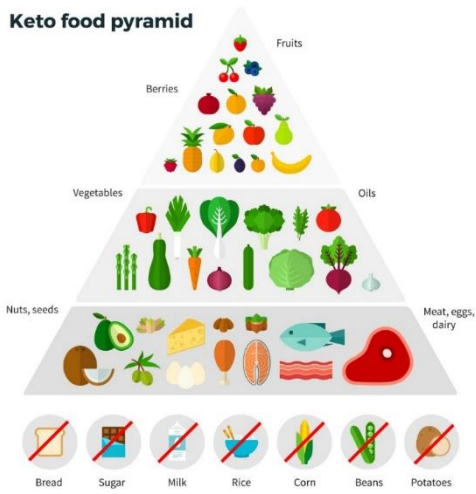 Keto food pyramid
Fruits
Berries
Vegetables
Oils
Nuts, seeds
Meat, eggs,
dairy
Bread
Sugar
Milk
Rice
Corn
Beans
Potatoes